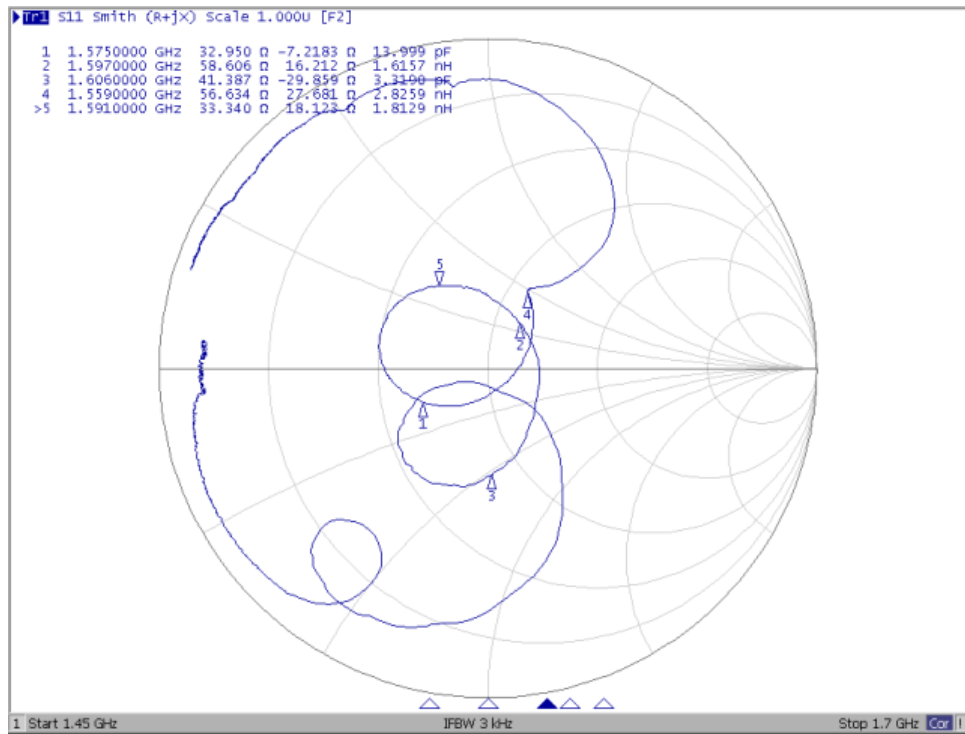 Tr1 S11 Smith (R+jX) Scale 1.000U [F2]
1 1.5750000 GHz 32.950 Ω -7.2183 Ω 13.999 pF
2 1.5970000 GHz 58.606 Ω 16.212 Ω 1.6157 nH
3 1.6060000 GHz 41.387 Ω -29.859 Ω 3.3190 pF
4 1.5590000 GHz 56.634 Ω 27.681 Ω 2.8259 nH
>5 1.5910000 GHz 33.340 Ω 18.123 Ω 1.8129 nH
5
4
2
1
3
1 Start 1.45 GHz IFBW 3 kHz Stop 1.7 GHz Cor !